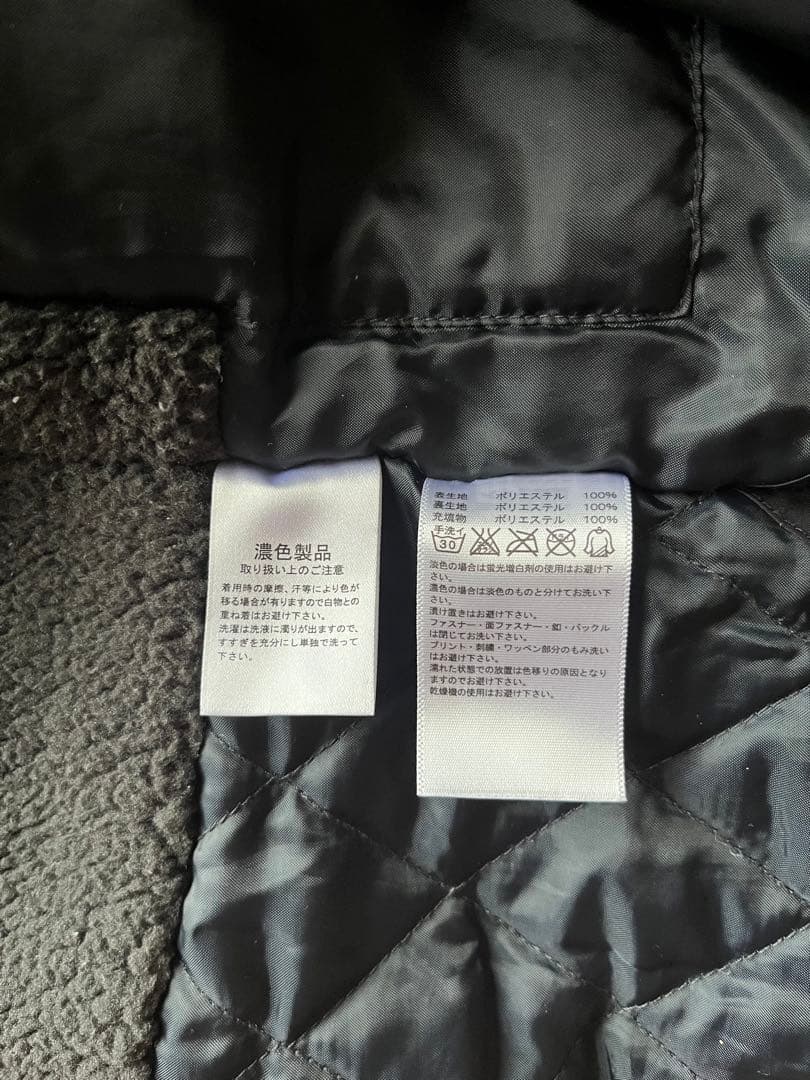 濃色製品
取り扱い上のご注意
着用時の摩擦、汗等により色が
移る場合が有りますので白物との
重ね着はお避け下さい。
洗濯は洗液に濁りが出ますので、
すすぎを充分にし単独で洗って
下さい。
表生地 ポリエステル 100%
裏生地 ポリエステル 100%
充填物 ポリエステル 100%
手洗イ
30
淡色の場合は蛍光増白剤の使用はお避け下
さい。
濃色の場合は淡色のものと分けてお洗い下
さい。
漬け置きはお避け下さい。
ファスナー・面ファスナー・釦・バックル
は閉じてお洗い下さい。
プリント・刺繍・ワッペン部分のもみ洗い
はお避け下さい。
濡れた状態での放置は色移りの原因となり
ますのでお避け下さい。
乾燥機の使用はお避け下さい。